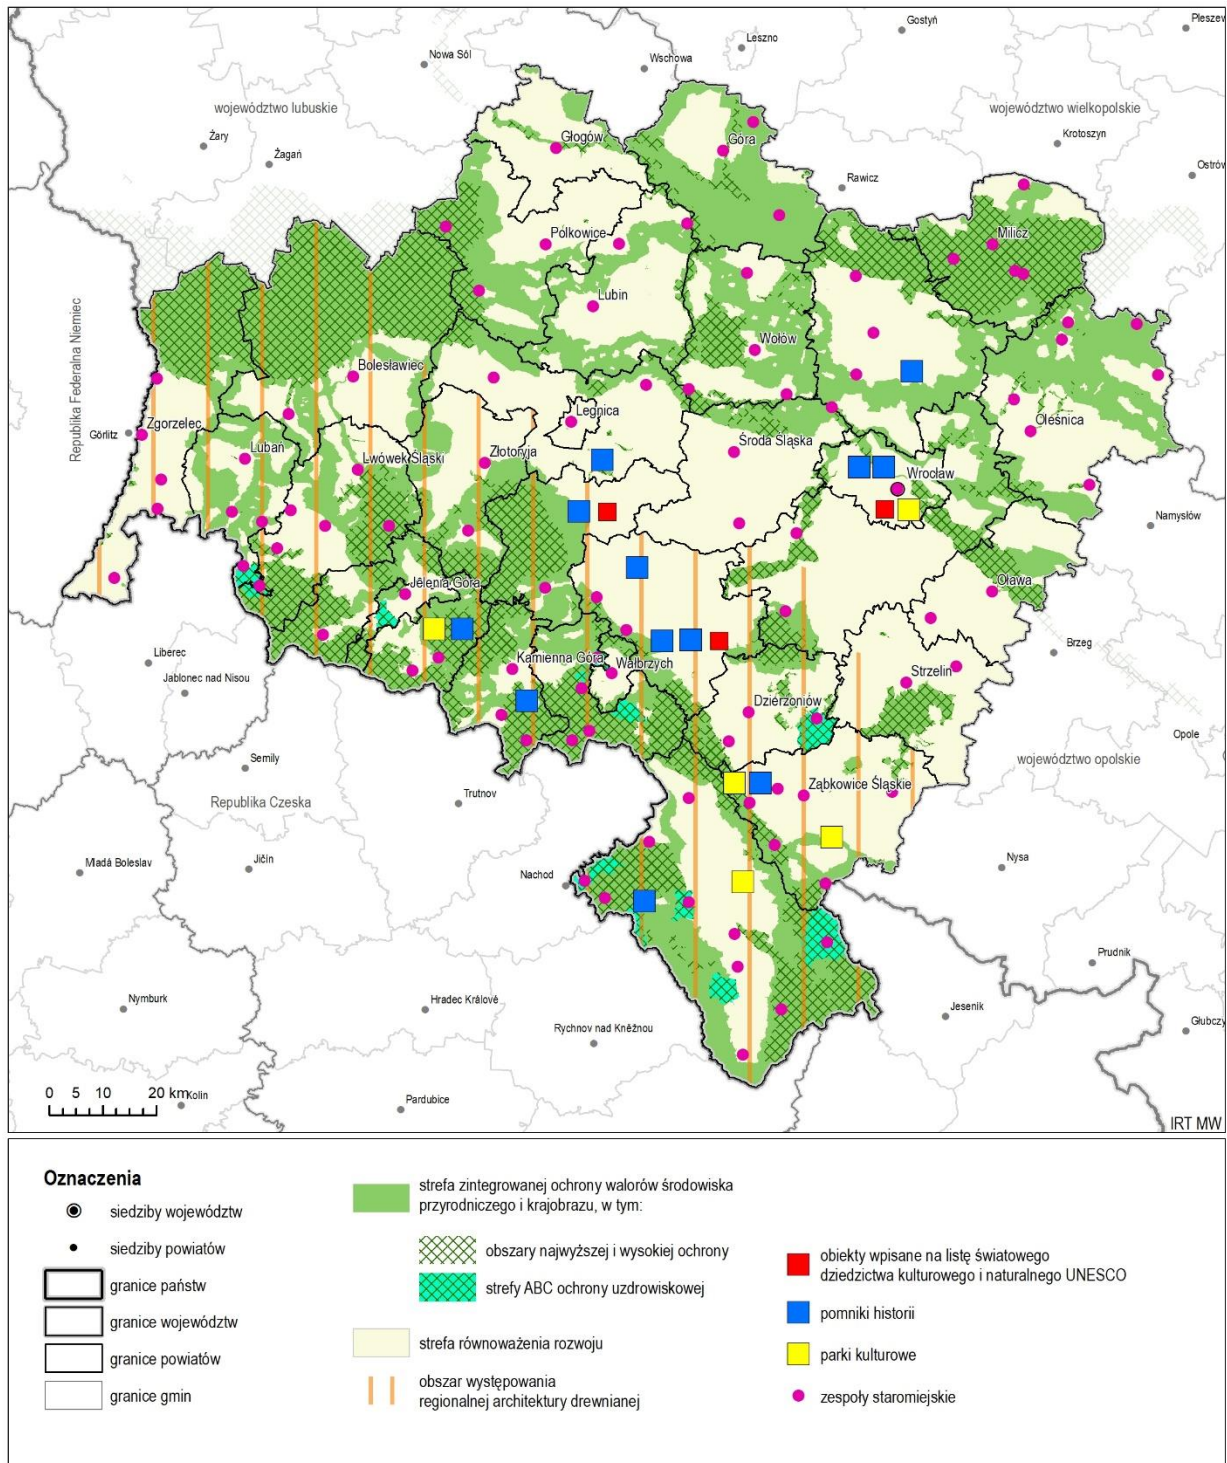 Gostyń
Pleszew
Leszno
Nowa Sól
Wschowa
województwo lubuskie
województwo wielkopolskie
Żary
Żagań
Głogów
Góra
Krotoszyn
Rawicz
Ostrów
Polkowice
Milicz
Republika Federalna Niemiec
Lubin
Wołów
Bolesławiec
Legnica
Oleśnica
Görlitz
Zgorzelec
Lubań
Lwówek Śląski
Złotoryja
Środa Śląska
Wrocław
Namysłów
Jelenia Góra
Oława
Liberec
Jablonec nad Nisou
Kamienna Góra
Wałbrzych
Brzeg
Strzelin
Dzierżoniów
Opole
Semily
województwo opolskie
Republika Czeska
Trutnov
Ząbkowice Śląskie
Mladá Boleslav
Jičín
Nachod
Nysa
Prudnik
Nymburk
Hradec Králové
Jesenik
Rychnov nad Kněžnou
Głubczy
0 5 10 20 km
Kolin
Pardubice
IRT MW
Oznaczenia
siedziby województw
siedziby powiatów
granice państw
granice województw
granice powiatów
granice gmin
strefa zintegrowanej ochrony walorów środowiska
przyrodniczego i krajobrazu, w tym:
obszary najwyższej i wysokiej ochrony
strefy ABC ochrony uzdrowiskowej
strefa równoważenia rozwoju
obszar występowania
regionalnej architektury drewnianej
obiekty wpisane na listę światowego
dziedzictwa kulturowego i naturalnego UNESCO
pomniki historii
parki kulturowe
zespoły staromiejskie